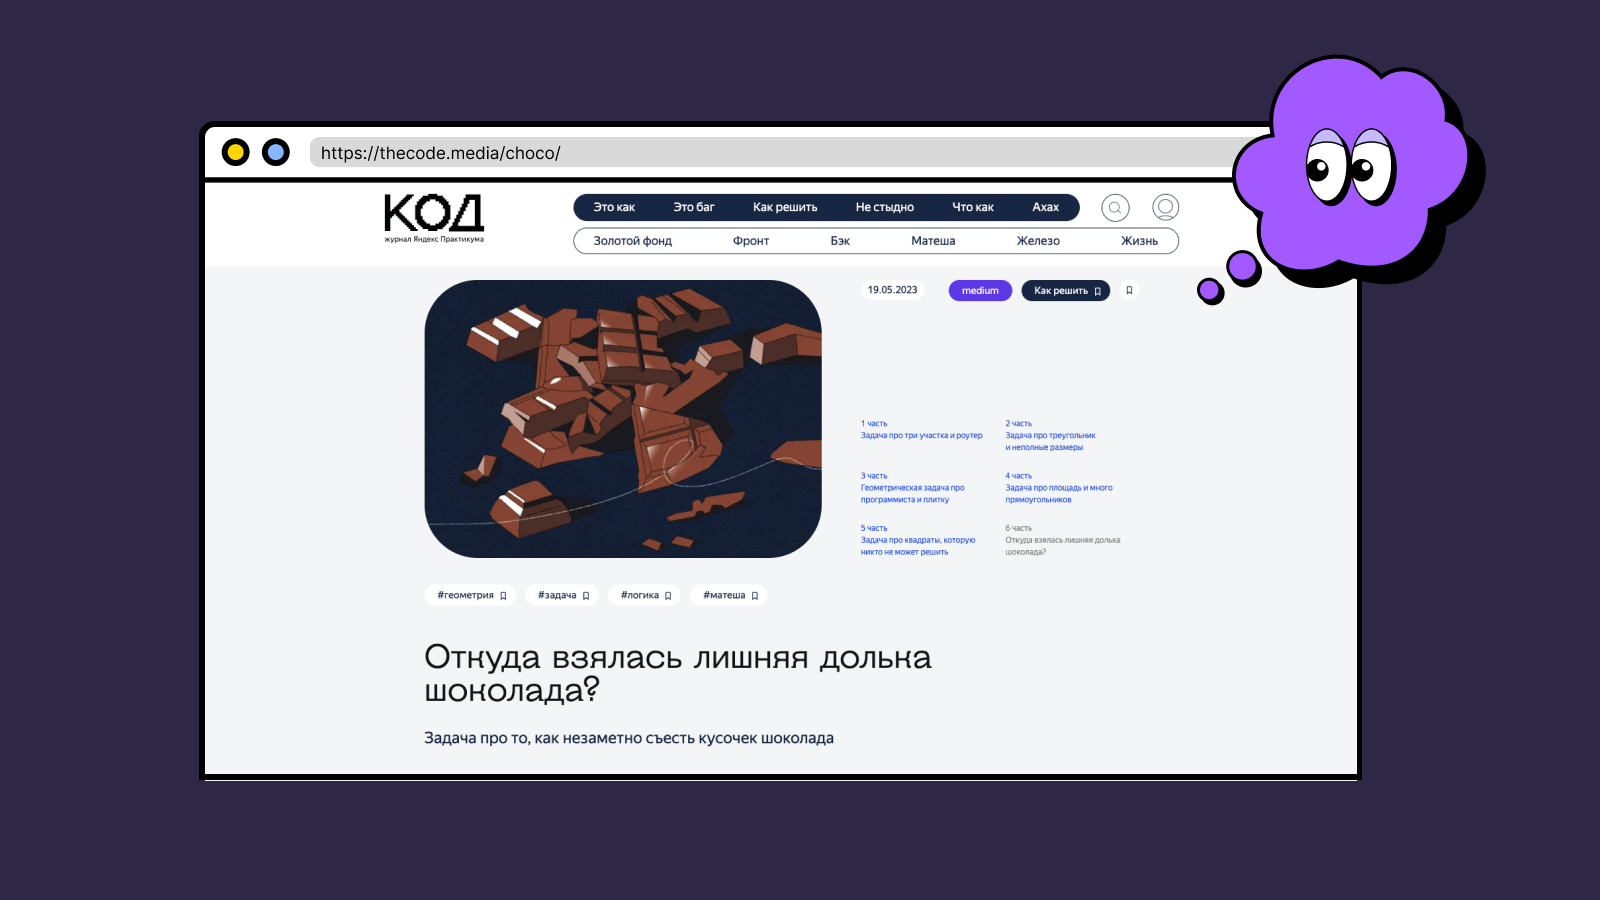 https://thecode.media/choco/
КОД
журнал Яндекс Практикума
Это как
Это баг
Как решить
Не стыдно
Что как
Ахах
Золотой фонд
Фронт
Бэк
Матеша
Железо
Жизнь
19.05.2023
medium
Как решить
1 часть
Задача про три участка и роутер
2 часть
Задача про треугольник
и неполные размеры
3 часть
Геометрическая задача про
программиста и плитку
4 часть
Задача про площадь и много
прямоугольников
5 часть
Задача про квадраты, которую
никто не может решить
6 часть
Откуда взялась лишняя долька
шоколада?
#геометрия
#задача
#логика
#матеша
Откуда взялась лишняя долька
шоколада?
Задача про то, как незаметно съесть кусочек шоколада